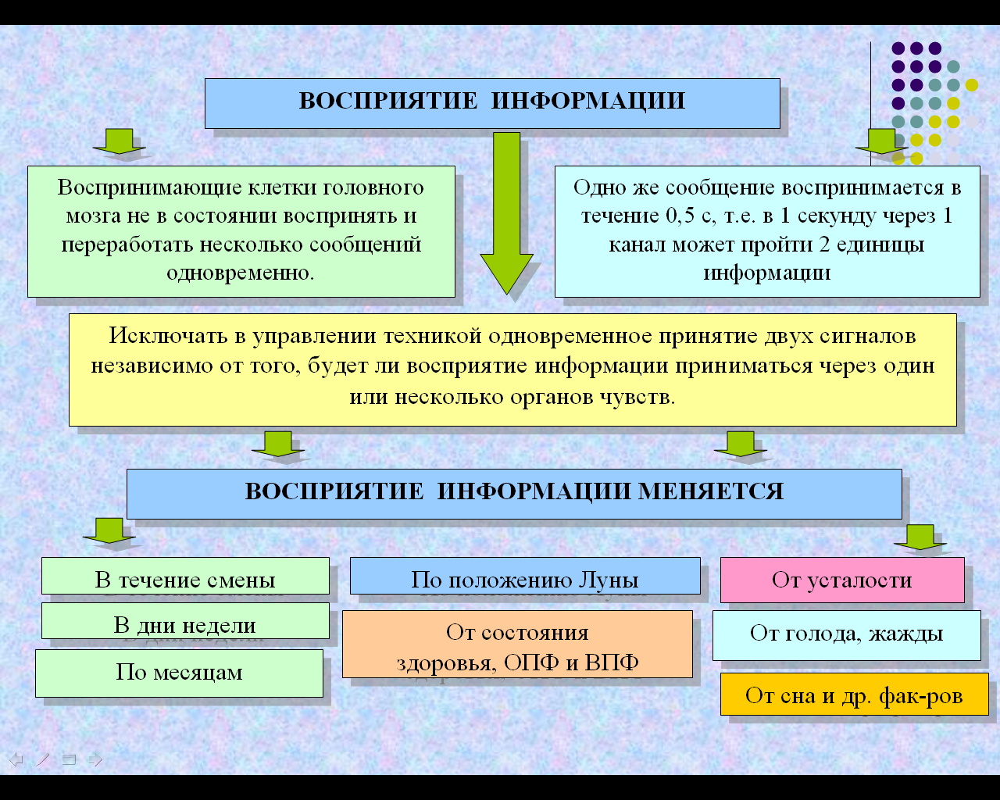 ВОСПРИЯТИЕ ИНФОРМАЦИИ
Воспринимающие клетки головного
мозга не в состоянии воспринять и
переработать несколько сообщений
одновременно.
Одно же сообщение воспринимается в
течение 0,5 с, т.е. в 1 секунду через 1
канал может пройти 2 единицы
информации
Исключать в управлении техникой одновременное принятие двух сигналов
независимо от того, будет ли восприятие информации приниматься через один
или несколько органов чувств.
ВОСПРИЯТИЕ ИНФОРМАЦИИ МЕНЯЕТСЯ
В течение смены
В дни недели
По месяцам
По положению Луны
От состояния
здоровья, ОПФ и ВПФ
От усталости
От голода, жажды
От сна и др. фак-ров